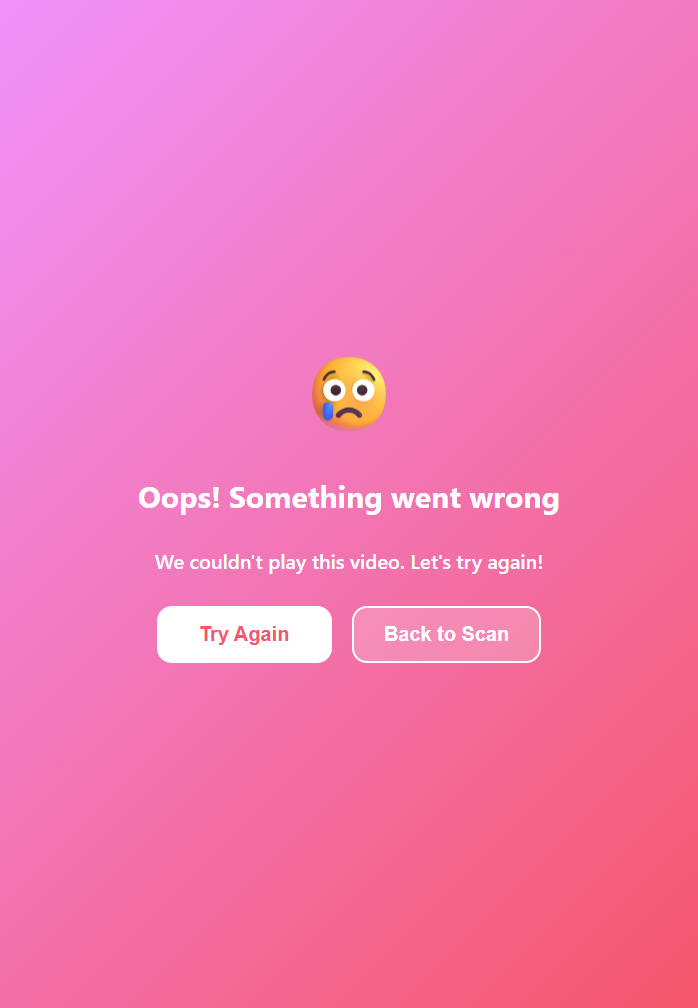 Oops! Something went wrong
We couldn't play this video. Let's try again!
Try Again
Back to Scan